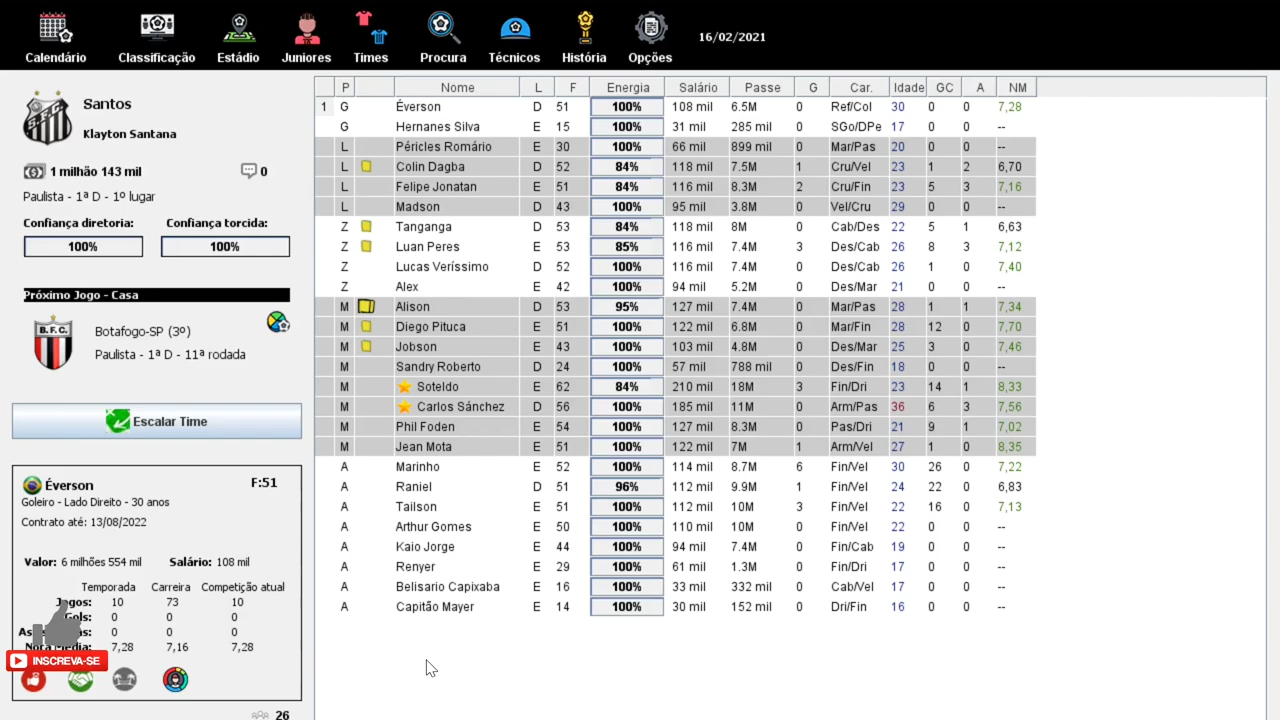 Calendário Classificação Estádio Juniores Times Procura Técnicos História Opções 16/02/2021
Santos
Klayton Santana
1 milhão 143 mil 0
Paulista - 1ª D - 1º lugar
Confiança diretoria: Confiança torcida:
100% 100%
Próximo Jogo - Casa
B.F.C.
Botafogo-SP (3º)
Paulista - 1ª D - 11ª rodada
Escalar Time
Éverson F:51
Goleiro - Lado Direito - 30 anos
Contrato até: 13/08/2022
Valor: 6 milhões 554 mil Salário: 108 mil
Temporada Carreira Competição atual
Jogos: 10 73 10
Gols: 0 0 0
0 0 0
Nota Média: 7,28 7,16 7,28
INSCREVA-SE
26
P Nome L F Energia Salário Passe G Car. Idade GC A NM
1 G Éverson D 51 100% 108 mil 6.5M 0 Ref/Col 30 0 0 7,28
G Hernanes Silva E 15 100% 31 mil 285 mil 0 SGo/DPe 17 0 0 --
L Péricles Romário E 30 100% 66 mil 899 mil 0 Mar/Pas 20 0 0 --
L Colin Dagba D 52 84% 118 mil 7.5M 1 Cru/Vel 23 1 2 6,70
L Felipe Jonatan E 51 84% 116 mil 8.3M 2 Cru/Fin 23 5 3 7,16
L Madson D 43 100% 95 mil 3.8M 0 Vel/Cru 29 0 0 --
Z Tanganga D 53 84% 118 mil 8M 0 Cab/Des 22 5 1 6,63
Z Luan Peres E 53 85% 116 mil 7.4M 3 Des/Cab 26 8 3 7,12
Z Lucas Veríssimo D 52 100% 116 mil 7.4M 0 Des/Cab 26 1 0 7,40
Z Alex E 42 100% 94 mil 5.2M 0 Des/Mar 21 0 0 --
M Alison D 53 95% 127 mil 7.4M 0 Mar/Pas 28 1 1 7,34
M Diego Pituca E 51 100% 122 mil 6.8M 0 Mar/Fin 28 12 0 7,70
M Jobson E 43 100% 103 mil 4.8M 0 Des/Mar 25 3 0 7,46
M Sandry Roberto D 24 100% 57 mil 788 mil 0 Des/Fin 18 0 0 --
M Soteldo E 62 84% 210 mil 18M 3 Fin/Dri 23 14 1 8,33
M Carlos Sánchez D 56 100% 185 mil 11M 0 Arm/Pas 36 6 3 7,56
M Phil Foden E 54 100% 127 mil 8.3M 0 Pas/Dri 21 9 1 7,02
M Jean Mota E 51 100% 122 mil 7M 1 Arm/Vel 27 1 0 8,35
A Marinho E 52 100% 114 mil 8.7M 6 Fin/Vel 30 26 0 7,22
A Raniel D 51 96% 112 mil 9.9M 1 Fin/Vel 24 22 0 6,83
A Tailson E 51 100% 112 mil 10M 3 Fin/Vel 22 16 0 7,13
A Arthur Gomes E 50 100% 110 mil 10M 0 Fin/Vel 22 0 0 --
A Kaio Jorge E 44 100% 94 mil 7.4M 0 Fin/Cab 19 0 0 --
A Renyer E 29 100% 61 mil 1.3M 0 Fin/Dri 17 0 0 --
A Belisario Capixaba E 16 100% 33 mil 332 mil 0 Cab/Vel 17 0 0 --
A Capitão Mayer E 14 100% 30 mil 152 mil 0 Dri/Fin 16 0 0 --